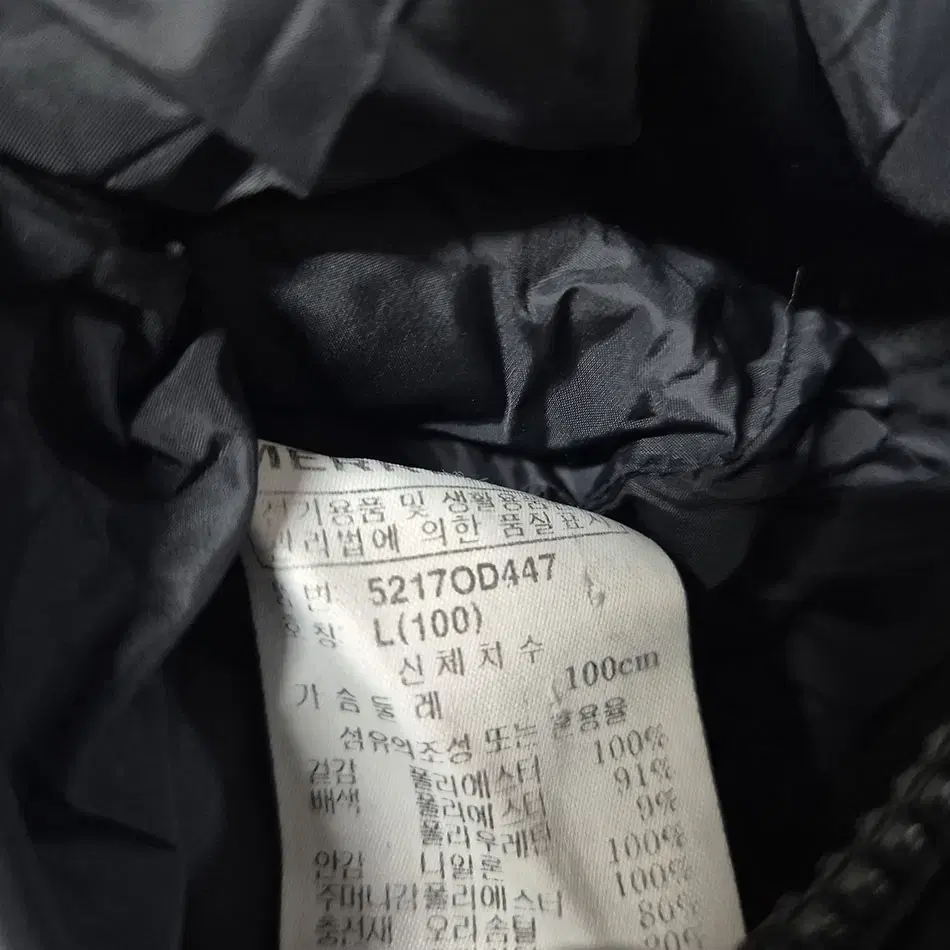 전기용품 및 생활용품
관리법에 의한 품질표시
품 번: 5217OD447
호 칭: L(100)
신 체 치 수
가 슴 둘 레 100cm
섬유의조성 또는 혼용율
겉감 폴리에스터 100%
배색 폴리에스터 91%
폴리우레탄 9%
안감 나일론 100%
주머니감 폴리에스터 100%
충전재 오리솜털 80%
20%